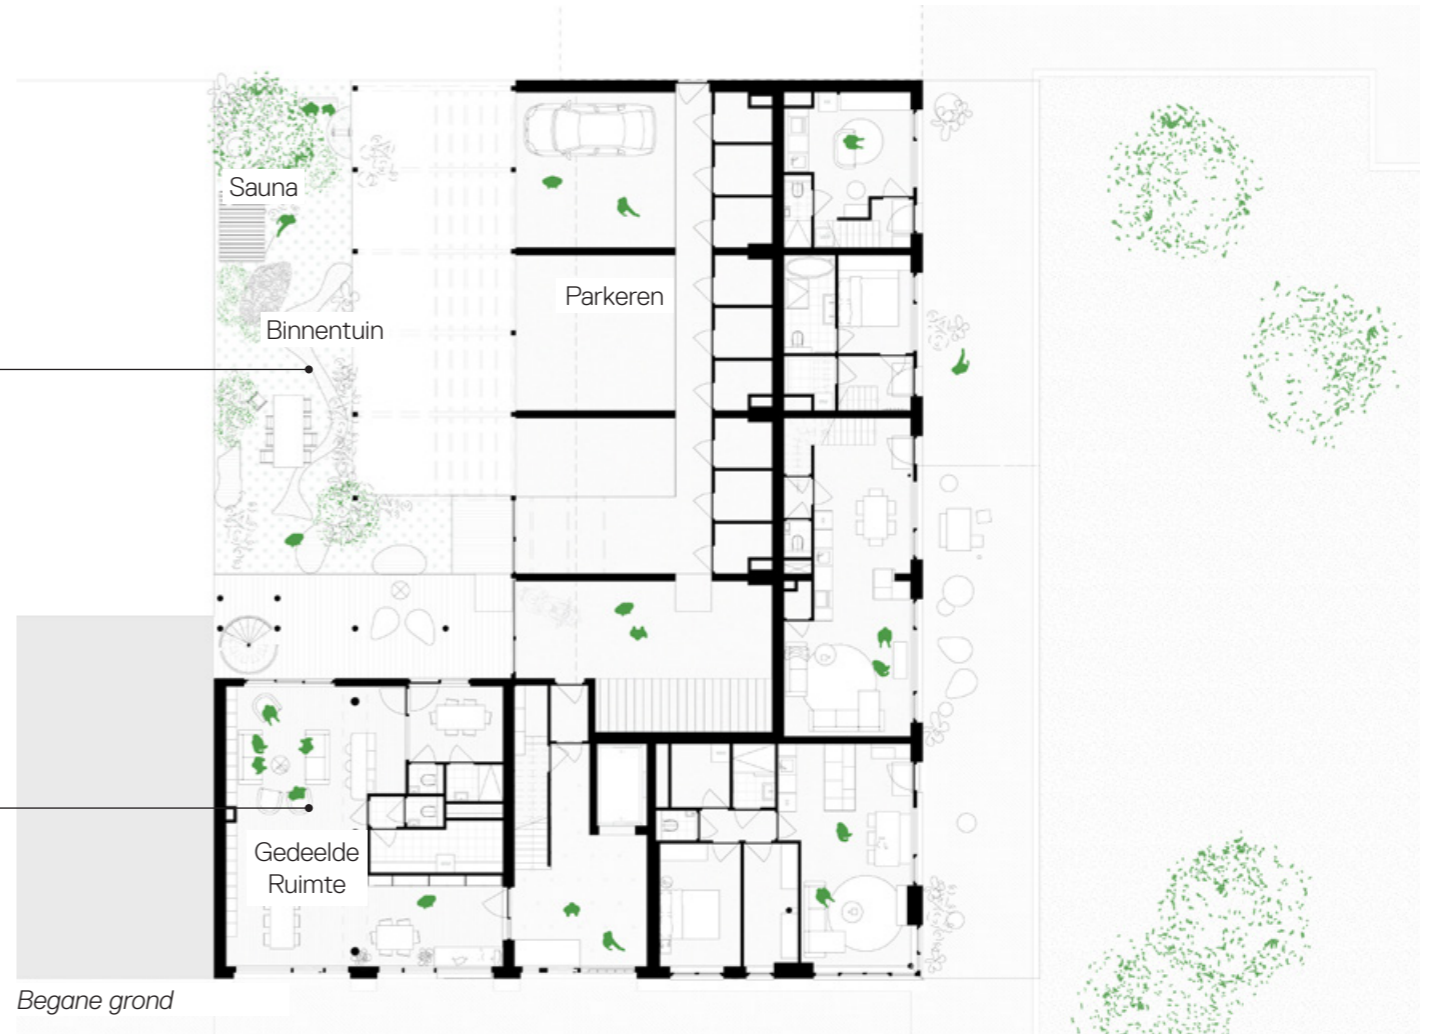 Sauna
Parkeren
Binnentuin
Gedeelde
Ruimte
Begane grond